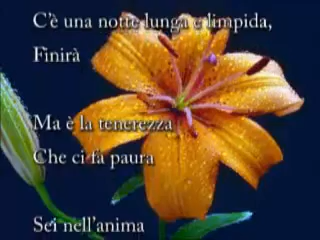 C'è una notte lunga e limpida,
Finirà
Ma è la tenerezza
Che ci fa paura
Sei nell'anima